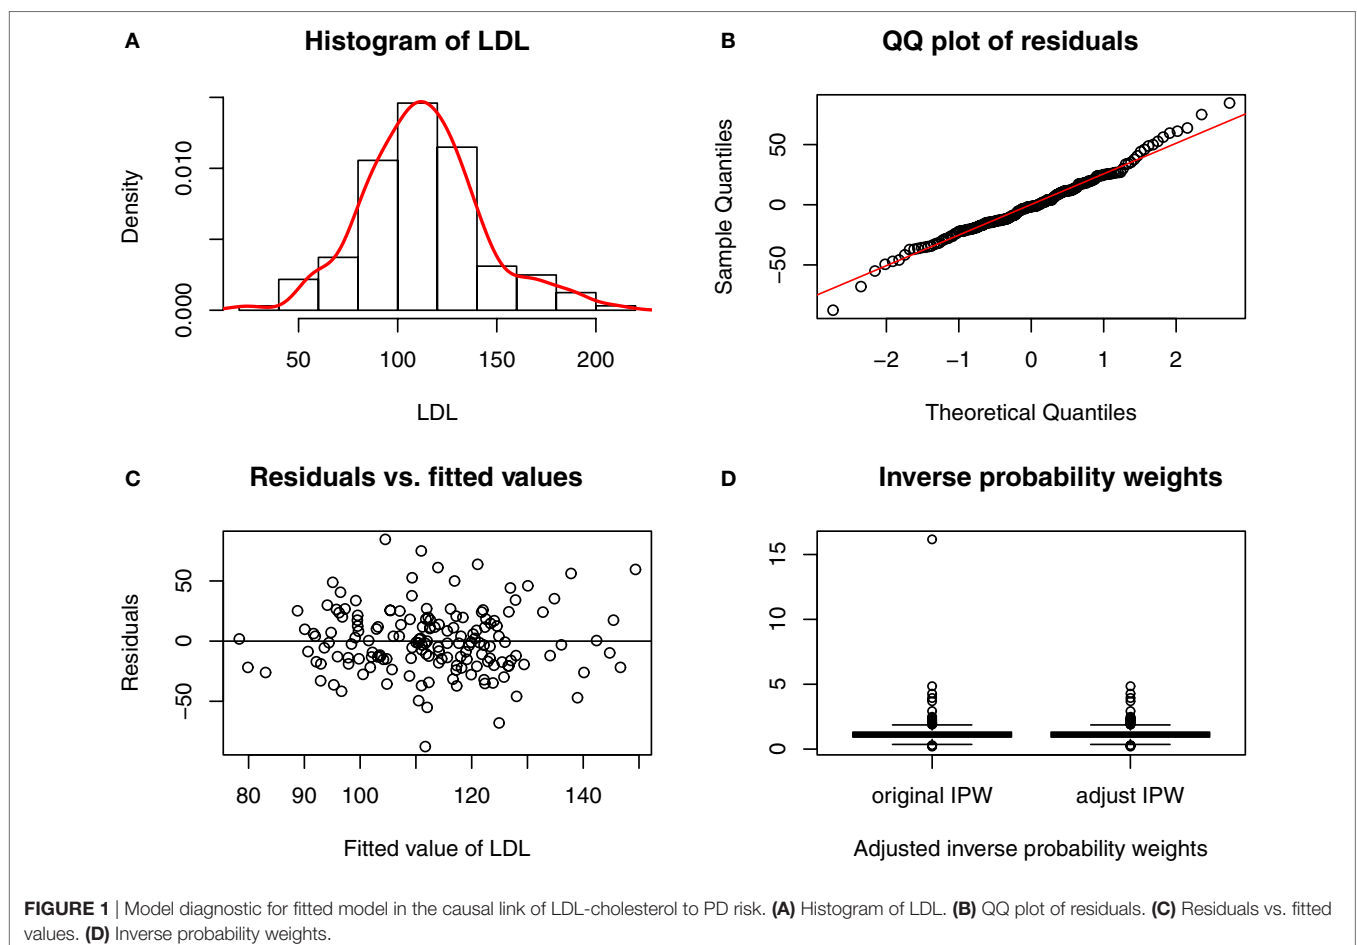 A
Histogram of LDL
Density
0.010
0.000
50 100 150 200
LDL
B
QQ plot of residuals
Sample Quantiles
50
0
−50
−2 −1 0 1 2
Theoretical Quantiles
C
Residuals vs. fitted values
Residuals
50
0
−50
80 90 100 120 140
Fitted value of LDL
D
Inverse probability weights
15
10
5
0
original IPW adjust IPW
Adjusted inverse probability weights
FIGURE 1 | Model diagnostic for fitted model in the causal link of LDL-cholesterol to PD risk. (A) Histogram of LDL. (B) QQ plot of residuals. (C) Residuals vs. fitted
values. (D) Inverse probability weights.